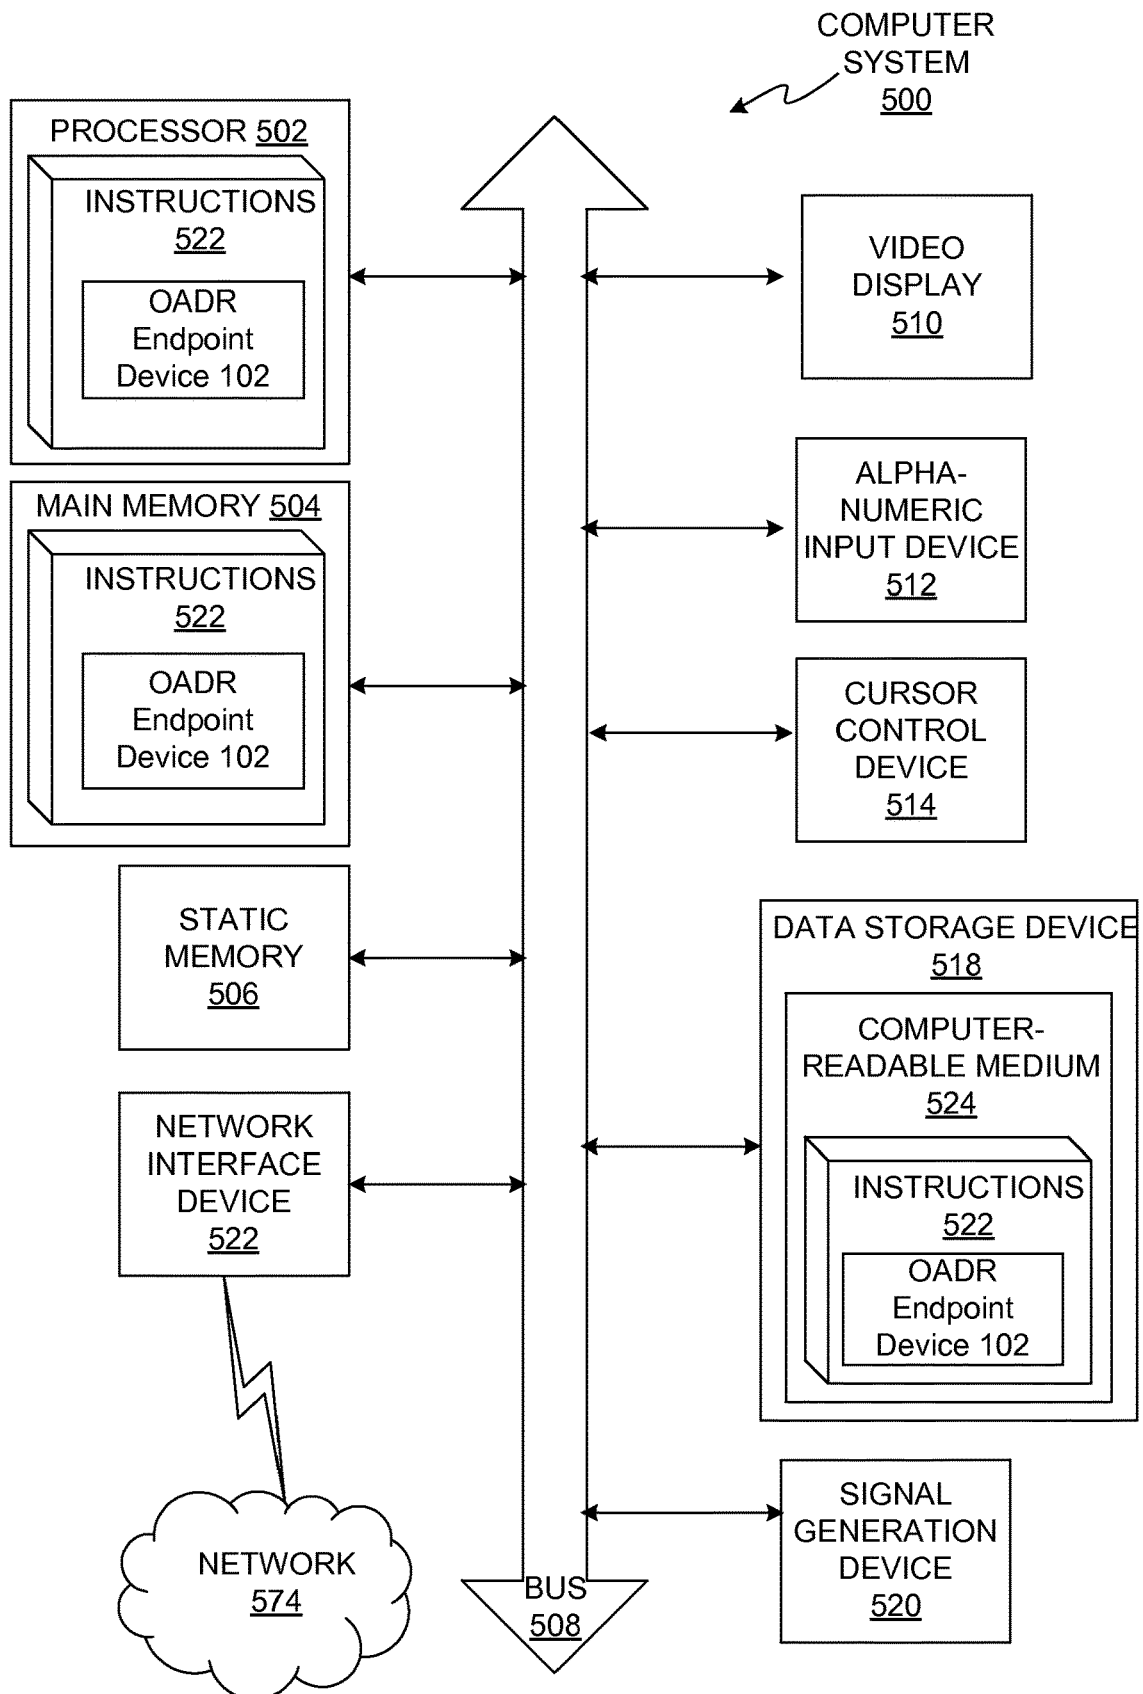 COMPUTER
SYSTEM
500
PROCESSOR 502
INSTRUCTIONS
522
OADR
Endpoint
Device 102
MAIN MEMORY 504
INSTRUCTIONS
522
OADR
Endpoint
Device 102
STATIC
MEMORY
506
NETWORK
INTERFACE
DEVICE
522
NETWORK
574
BUS
508
VIDEO
DISPLAY
510
ALPHA-
NUMERIC
INPUT DEVICE
512
CURSOR
CONTROL
DEVICE
514
DATA STORAGE DEVICE
518
COMPUTER-
READABLE MEDIUM
524
INSTRUCTIONS
522
OADR
Endpoint
Device 102
SIGNAL
GENERATION
DEVICE
520